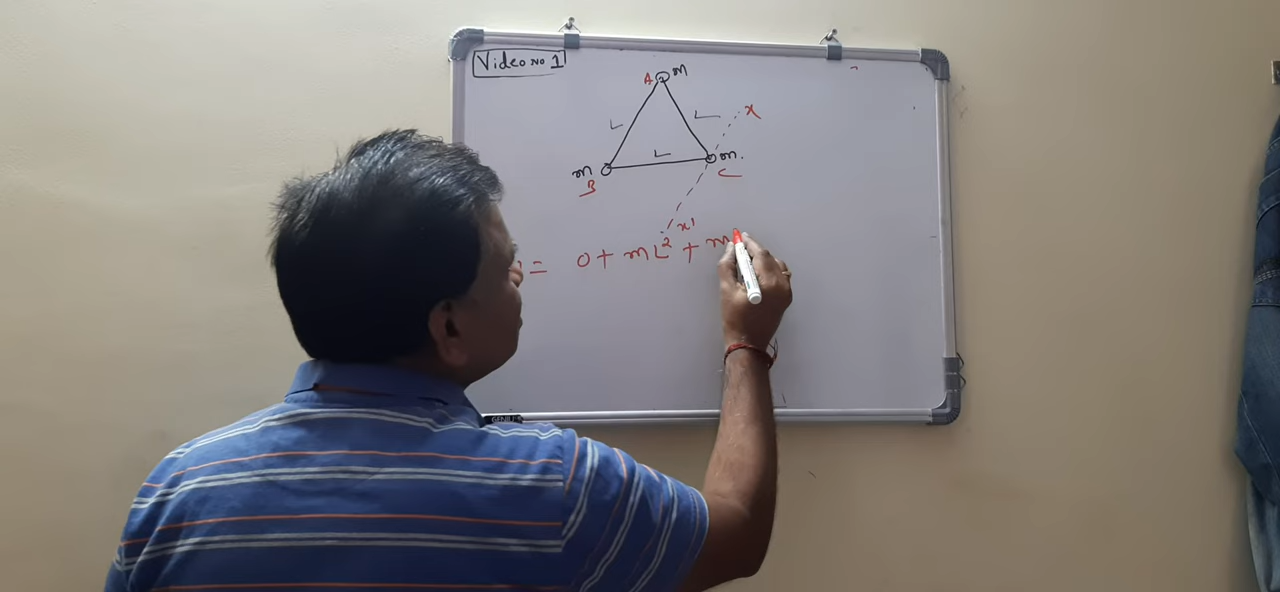 Video No 1
A m
L L x
L
m m.
B C
x'
= 0 + mL² + m